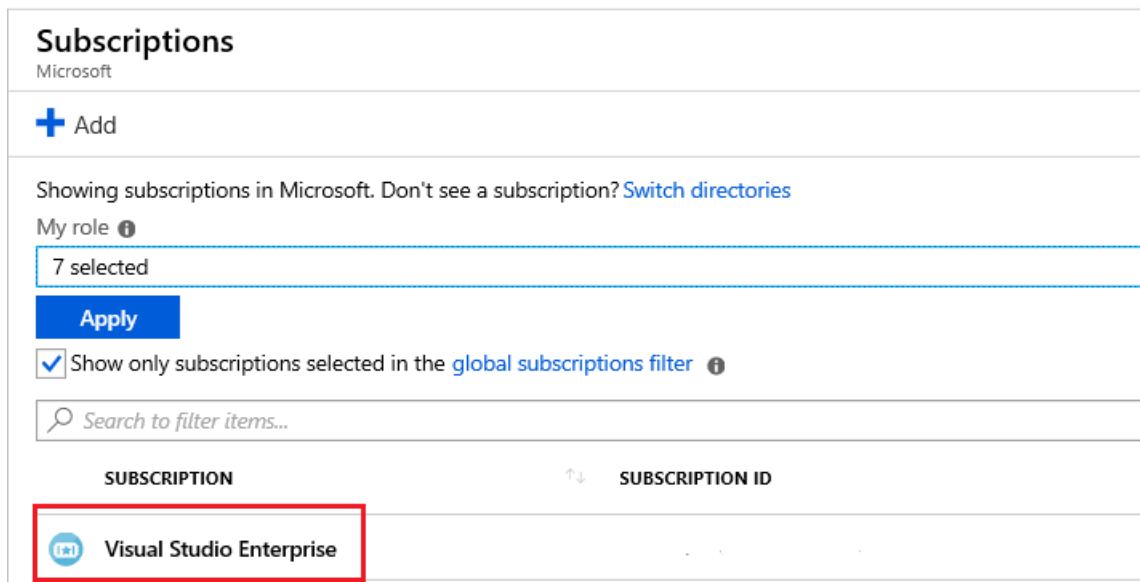 Subscriptions
Microsoft
Add
Showing subscriptions in Microsoft. Don't see a subscription? Switch directories
My role
7 selected
Apply
Show only subscriptions selected in the global subscriptions filter
Search to filter items...
SUBSCRIPTION SUBSCRIPTION ID
Visual Studio Enterprise